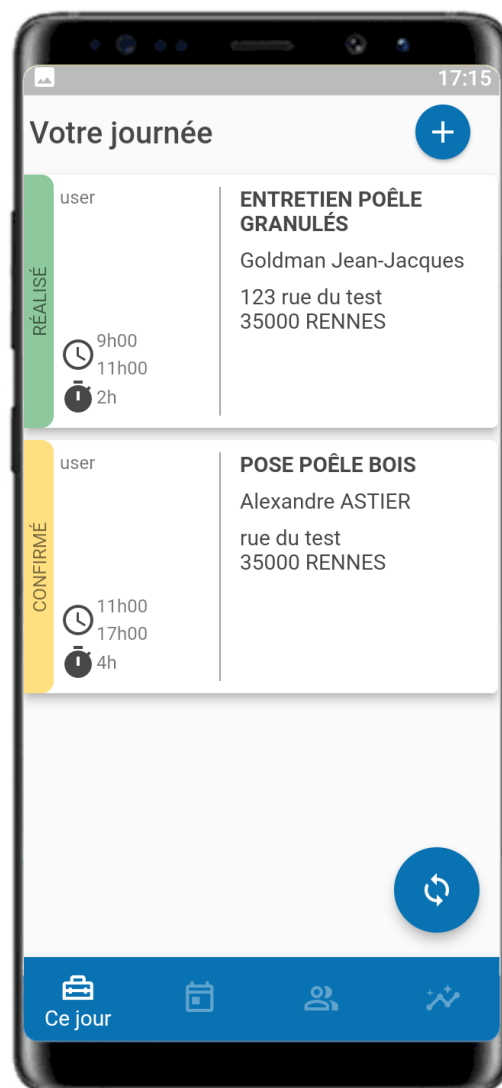 17:15
Votre journée
RÉALISÉ
user
9h00
11h00
2h
ENTRETIEN POÊLE
GRANULÉS
Goldman Jean-Jacques
123 rue du test
35000 RENNES
CONFIRMÉ
user
11h00
17h00
4h
POSE POÊLE BOIS
Alexandre ASTIER
rue du test
35000 RENNES
Ce jour